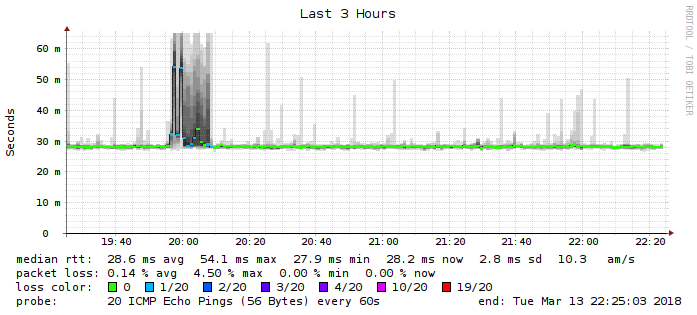 Last 3 Hours
RRDTOOL / TOBI OETIKER
Seconds
60 m
50 m
40 m
30 m
20 m
10 m
0
19:40 20:00 20:20 20:40 21:00 21:20 21:40 22:00 22:20
median rtt: 28.6 ms avg 54.1 ms max 27.9 ms min 28.2 ms now 2.8 ms sd 10.3 am/s
packet loss: 0.14 % avg 4.50 % max 0.00 % min 0.00 % now
loss color: 0 1/20 2/20 3/20 4/20 10/20 19/20
probe: 20 ICMP Echo Pings (56 Bytes) every 60s end: Tue Mar 13 22:25:03 2018